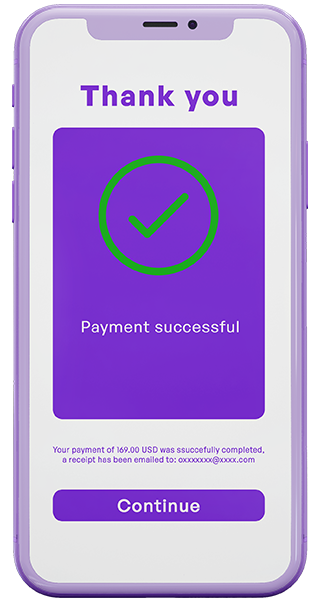 Thank you
Payment successful
Your payment of 169.00 USD was ssuccefully completed,
a receipt has been emailed to: oxxxxxxx@xxxx.com
Continue